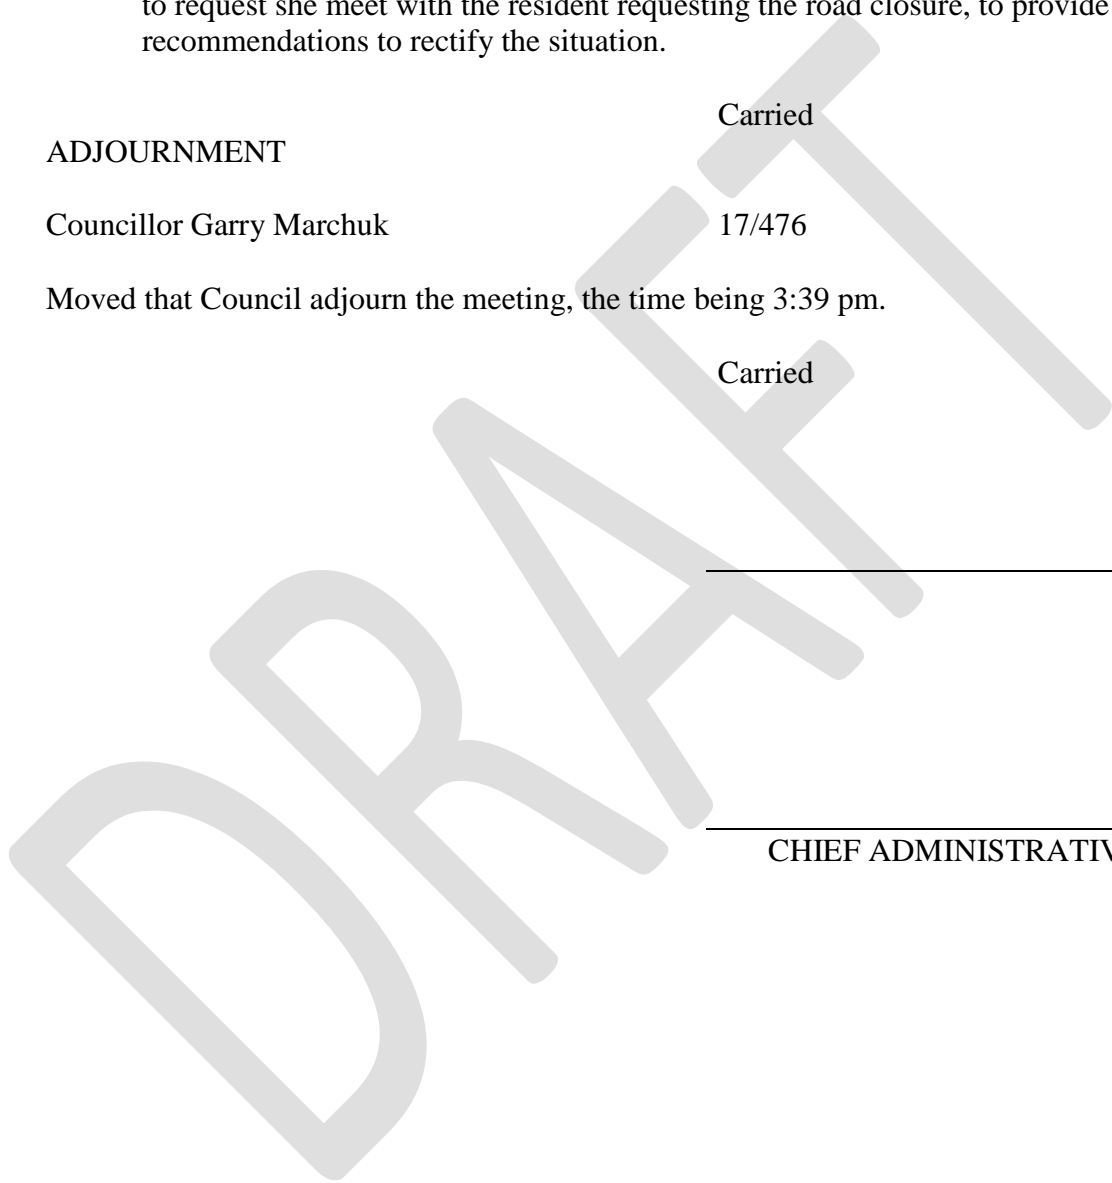 to request she meet with the resident requesting the road closure, to provide
recommendations to rectify the situation.
Carried
ADJOURNMENT
Councillor Garry Marchuk 17/476
Moved that Council adjourn the meeting, the time being 3:39 pm.
Carried
DRAFT
CHIEF ADMINISTRATIV